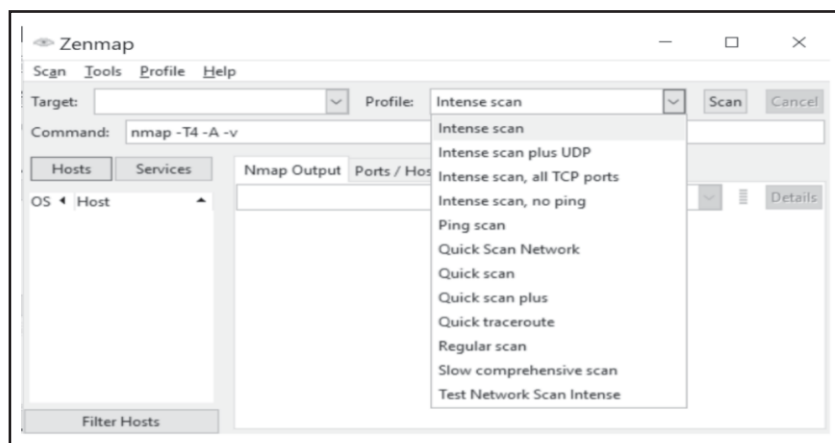 Zenmap
Scan Tools Profile Help
Target: Profile: Intense scan Scan Cancel
Command: nmap -T4 -A -v
Hosts Services Nmap Output Ports / Hos Details
OS Host
Intense scan
Intense scan plus UDP
Intense scan, all TCP ports
Intense scan, no ping
Ping scan
Quick Scan Network
Quick scan
Quick scan plus
Quick traceroute
Regular scan
Slow comprehensive scan
Test Network Scan Intense
Filter Hosts